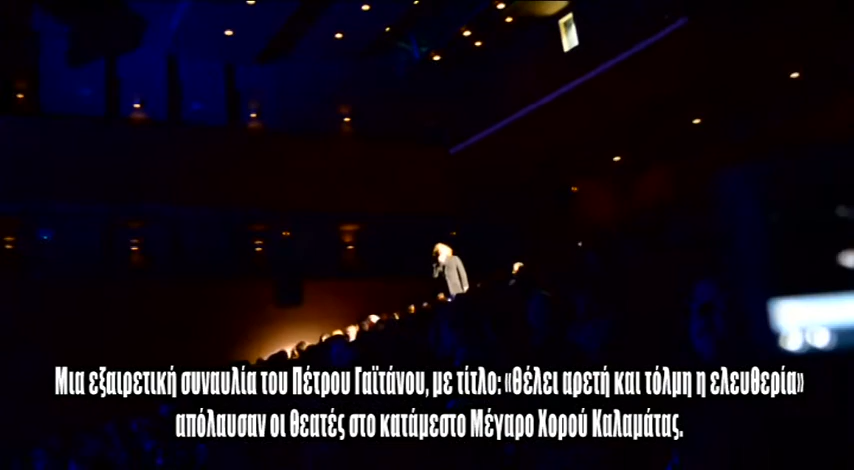 Μια εξαιρετική συναυλία του Πέτρου Γαϊτάνου, με τίτλο: «Θέλει αρετή και τόλμη η ελευθερία»
απόλαυσαν οι θεατές στο κατάμεστο Μέγαρο Χορού Καλαμάτας.